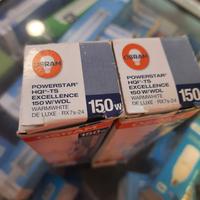 OSRAM
POWERSTAR®
HQI®-TS
EXCELLENCE
150 W/WDL
WARMWHITE
DE LUXE - RX7s-24
150 W
OSRAM
POWERSTAR®
HQI®-TS
EXCELLENCE
150 W/WDL
WARMWHITE
DE LUXE - RX7s-24
150 W